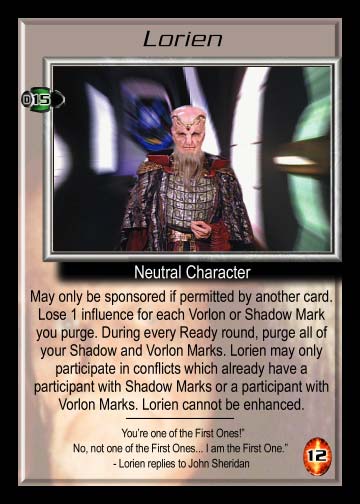 Lorien
015
Neutral Character
May only be sponsored if permitted by another card.
Lose 1 influence for each Vorlon or Shadow Mark
you purge. During every Ready round, purge all of
your Shadow and Vorlon Marks. Lorien may only
participate in conflicts which already have a
participant with Shadow Marks or a participant with
Vorlon Marks. Lorien cannot be enhanced.
You're one of the First Ones!"
No, not one of the First Ones... I am the First One."
- Lorien replies to John Sheridan
12